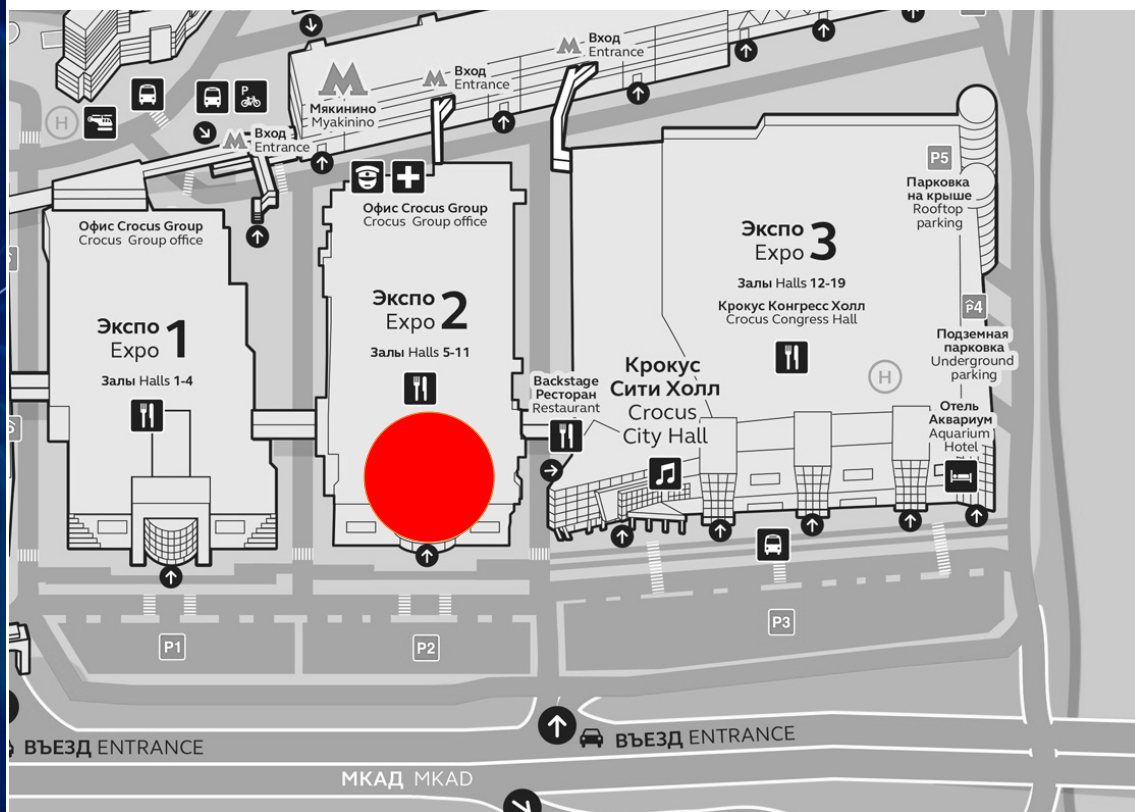 Вход
Entrance
Вход
Entrance
M
Мякинино
Myakinino
P
H
Вход
Entrance
P5
Парковка
на крыше
Rooftop
parking
Офис Crocus Group
Crocus Group office
Офис Crocus Group
Crocus Group office
Экспо
Expo 3
Залы Halls 12-19
Крокус Конгресс Холл
Crocus Congress Hall
Экспо
Expo 2
Залы Halls 5-11
Экспо
Expo 1
Залы Halls 1-4
P4
Подземная
парковка
Underground
parking
H
Backstage
Ресторан
Restaurant
Крокус
Сити Холл
Crocus
City Hall
Отель
Аквариум
Aquarium
Hotel
P1
P2
P3
ВЪЕЗД ENTRANCE
ВЪЕЗД ENTRANCE
МКАД MKAD